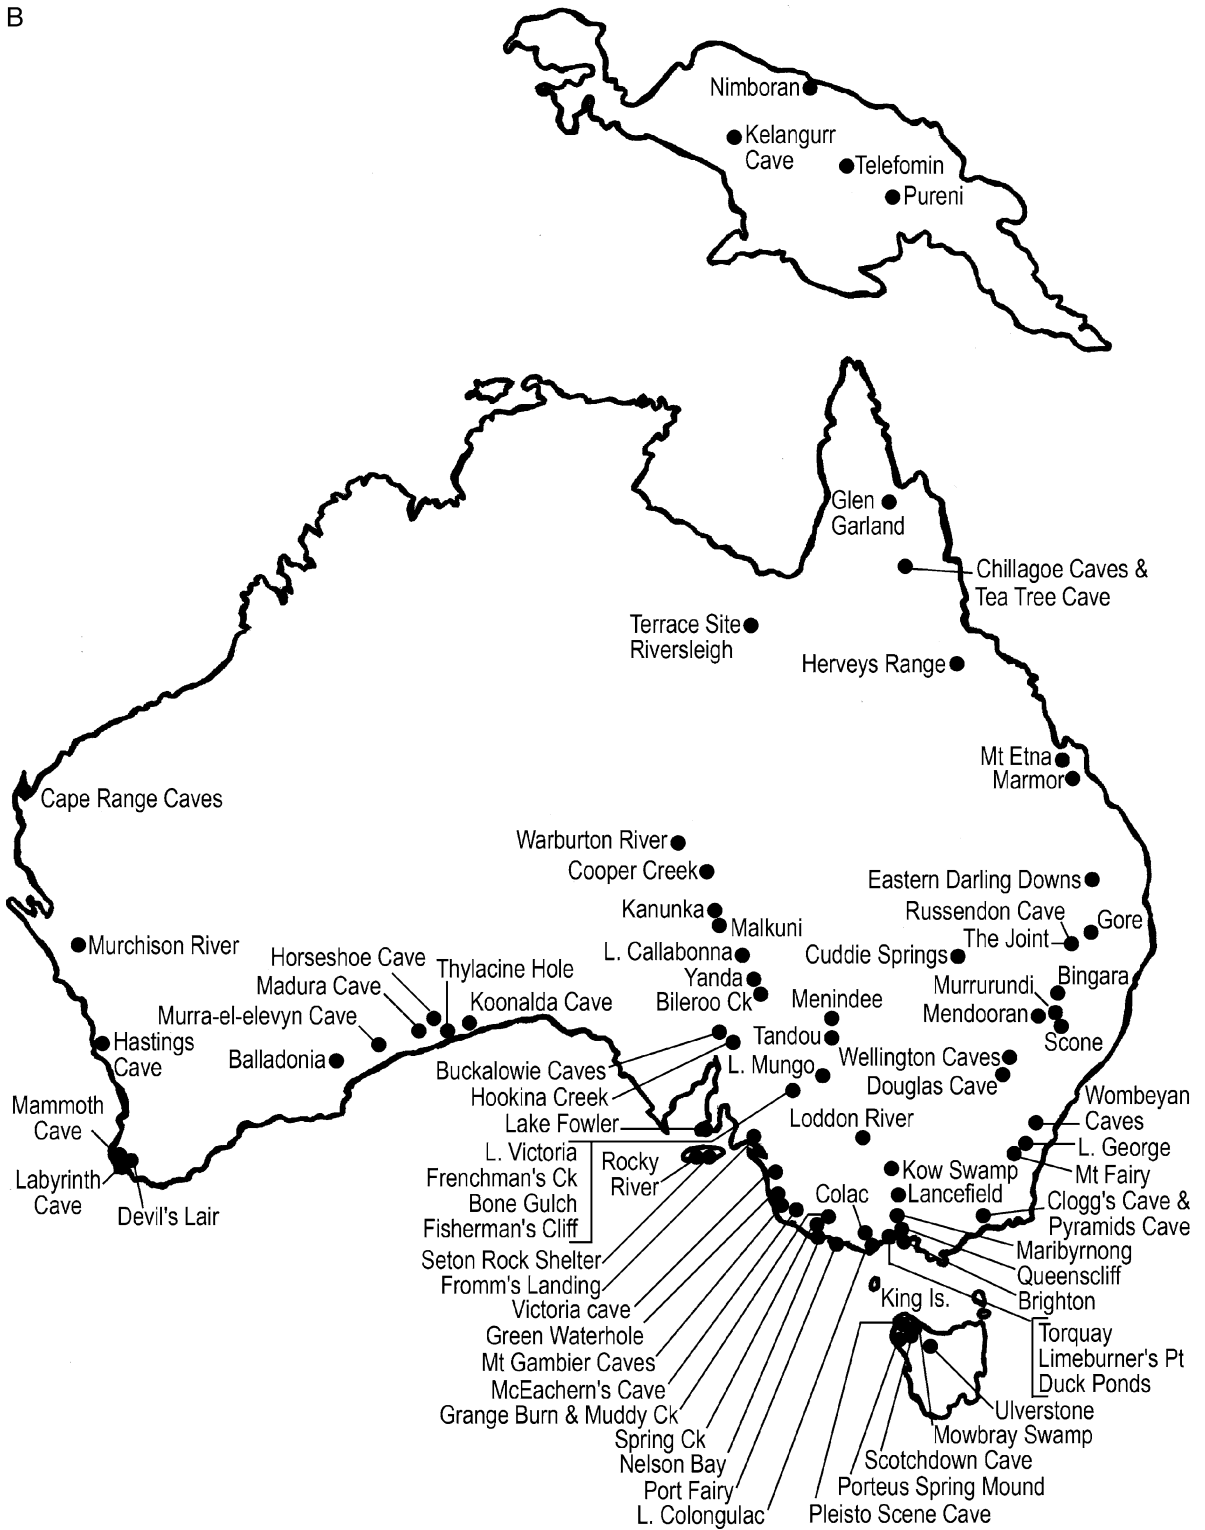 B
Nimboran
Kelangurr
Cave
Telefomin
Pureni
Glen
Garland
Chillagoe Caves &
Tea Tree Cave
Terrace Site
Riversleigh
Herveys Range
Mt Etna
Marmor
Cape Range Caves
Warburton River
Cooper Creek
Eastern Darling Downs
Kanunka
Malkuni
Russendon Cave
Gore
The Joint
Murchison River
L. Callabonna
Cuddie Springs
Horseshoe Cave
Thylacine Hole
Madura Cave
Yanda
Bileroo Ck
Bingara
Murrurundi
Koonalda Cave
Menindee
Murra-el-elevyn Cave
Mendooran
Tandou
Scone
Hastings
Cave
Balladonia
Wellington Caves
L. Mungo
Buckalowie Caves
Douglas Cave
Hookina Creek
Wombeyan
Caves
Mammoth
Cave
Lake Fowler
Loddon River
L. George
L. Victoria
Frenchman's Ck
Bone Gulch
Fisherman's Cliff
Rocky
River
Kow Swamp
Mt Fairy
Labyrinth
Cave
Devil's Lair
Colac
Lancefield
Clogg's Cave &
Pyramids Cave
Maribyrnong
Seton Rock Shelter
Queenscliff
Fromm's Landing
Brighton
King Is.
Victoria cave
Green Waterhole
Torquay
Limeburner's Pt
Duck Ponds
Mt Gambier Caves
McEachern's Cave
Grange Burn & Muddy Ck
Ulverstone
Spring Ck
Mowbray Swamp
Nelson Bay
Scotchdown Cave
Port Fairy
Porteus Spring Mound
L. Colongulac
Pleisto Scene Cave